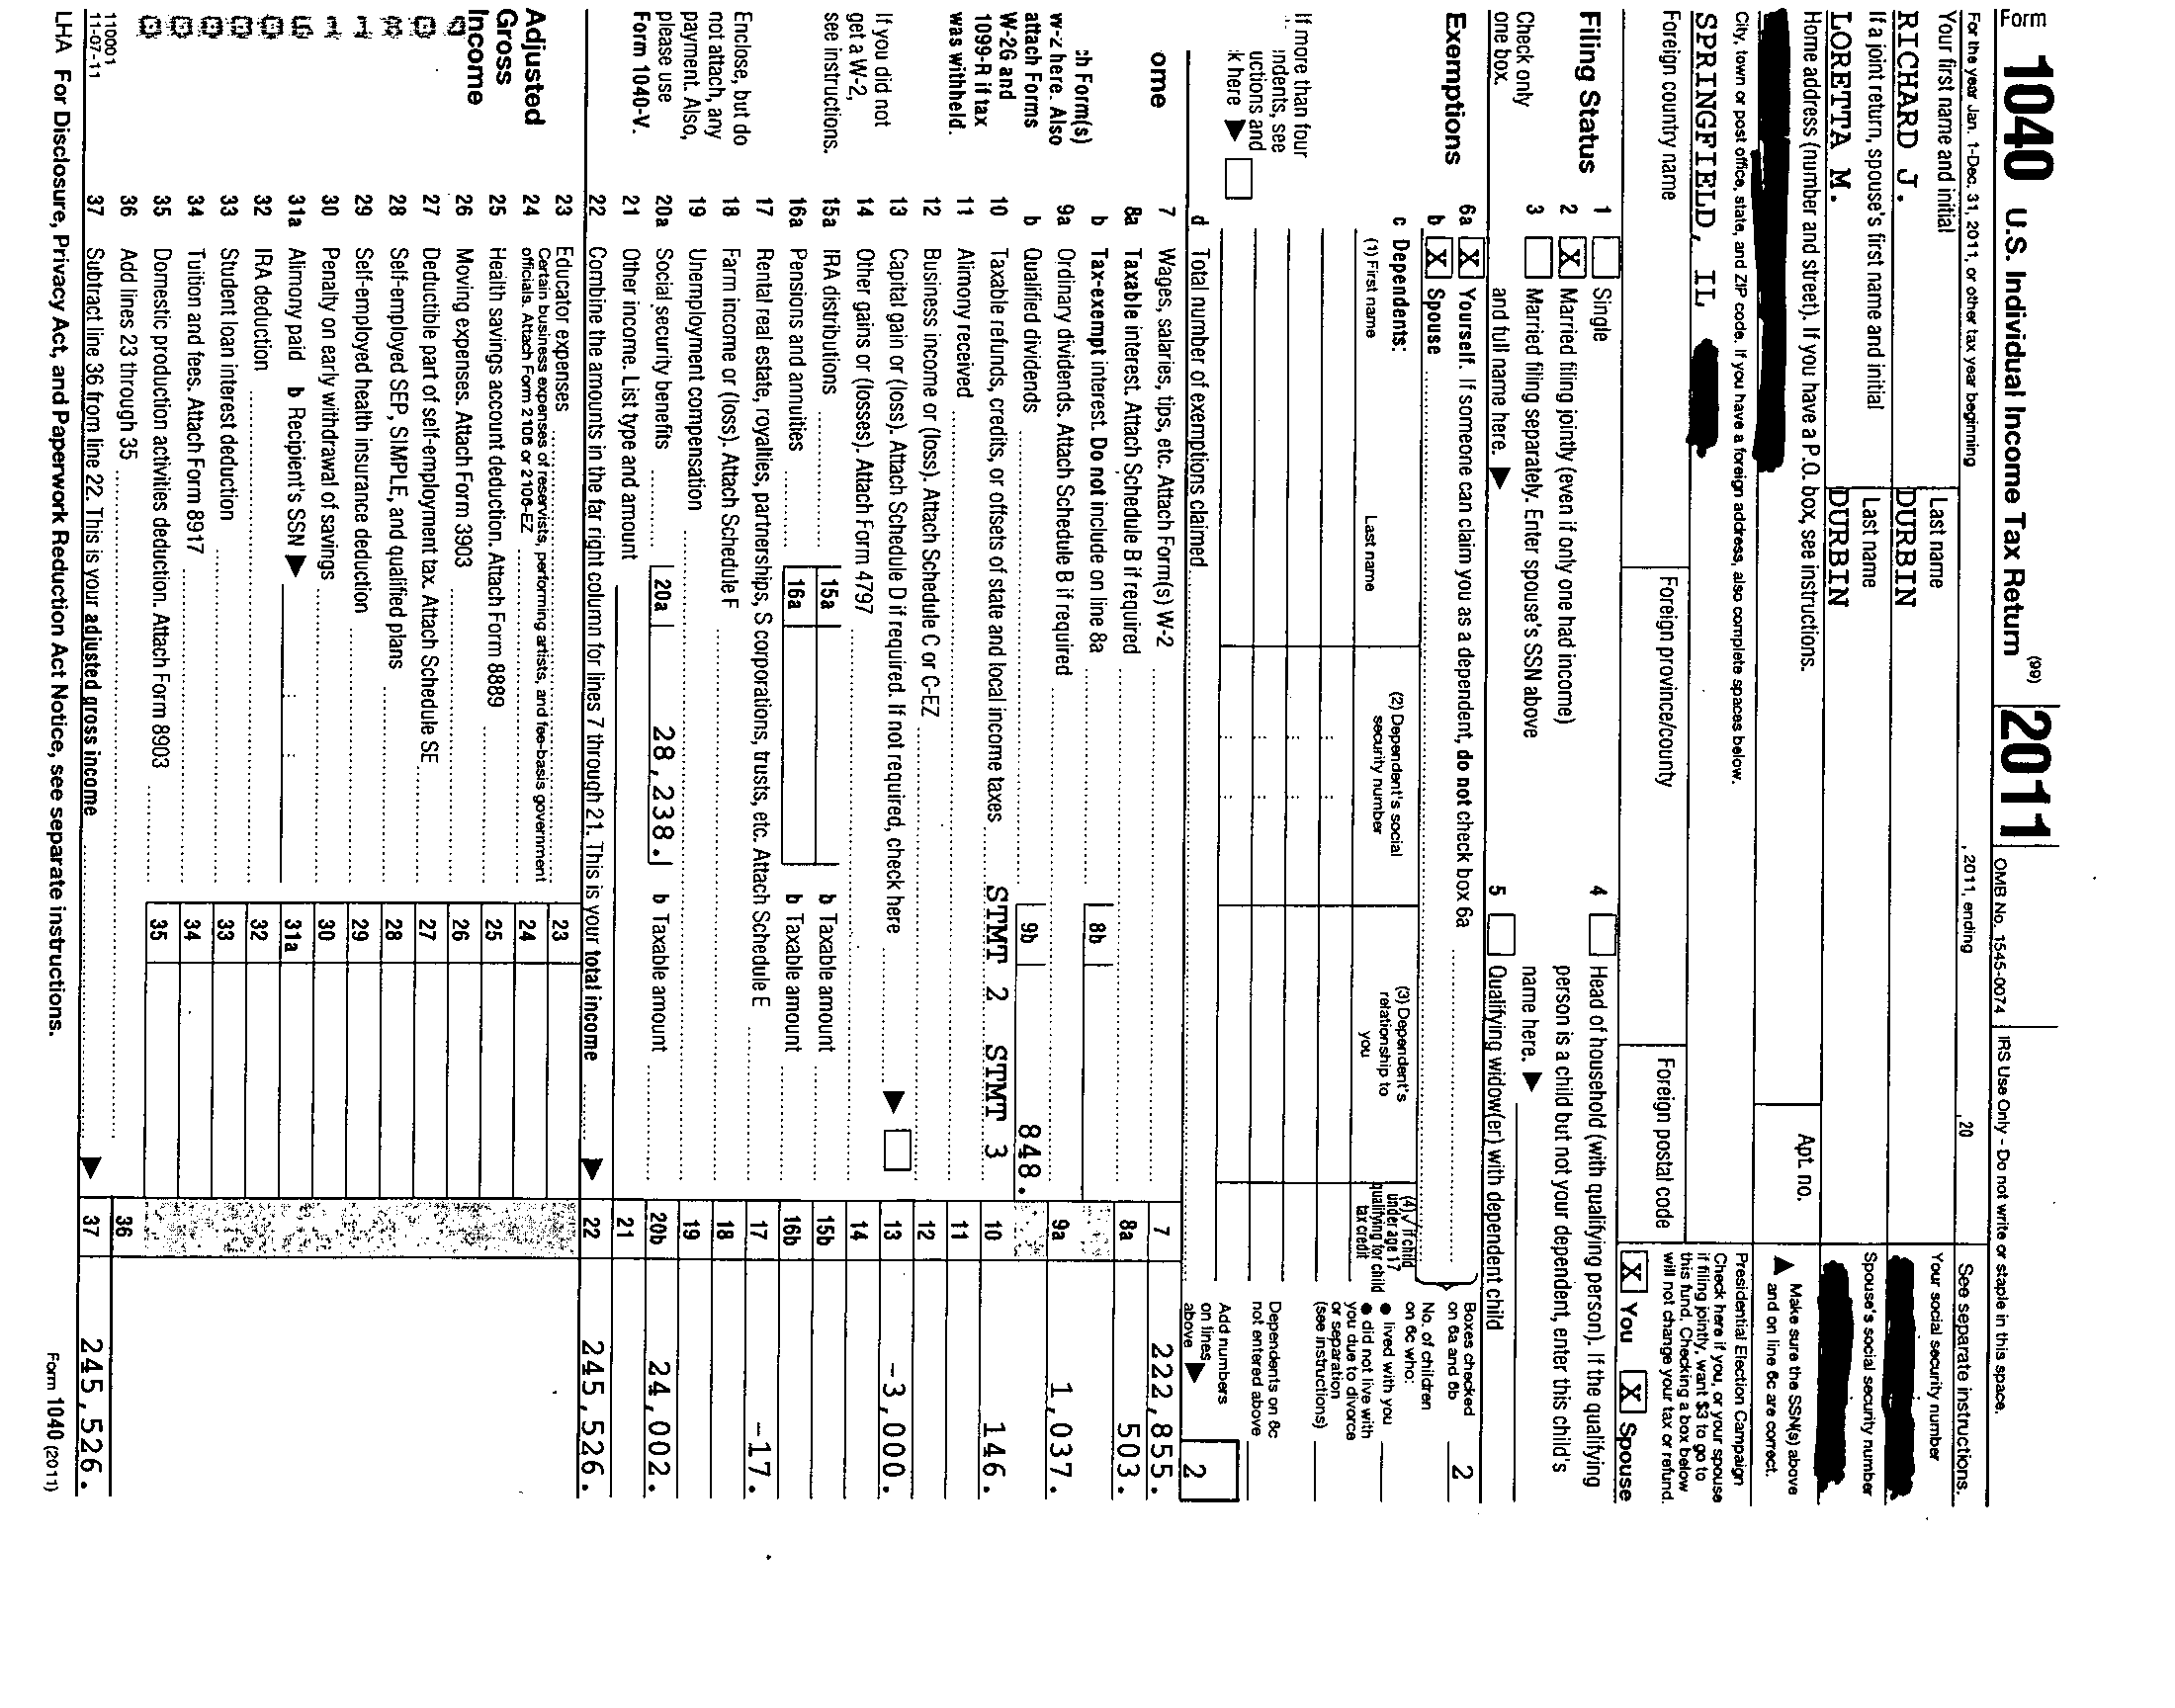 Form 1040 U.S. Individual Income Tax Return (99) 2011 OMB No. 1545-0074 IRS Use Only - Do not write or staple in this space.
For the year Jan. 1-Dec. 31, 2011, or other tax year beginning , 2011, ending , 20 See separate instructions.
Your first name and initial Last name Your social security number
RICHARD J. DURBIN
If a joint return, spouse's first name and initial Last name Spouse's social security number
LORETTA M. DURBIN
Home address (number and street). If you have a P.O. box, see instructions. Apt. no.
▲ Make sure the SSN(s) above and on line 6c are correct.
City, town or post office, state, and ZIP code. If you have a foreign address, also complete spaces below.
SPRINGFIELD, IL
Presidential Election Campaign
Check here if you, or your spouse
if filing jointly, want $3 to go to
this fund. Checking a box below
will not change your tax or refund.
Foreign country name Foreign province/county Foreign postal code
X You X Spouse
Filing Status
Check only
one box.
1 Single
2 X Married filing jointly (even if only one had income)
3 Married filing separately. Enter spouse's SSN above
and full name here. ▶
4 Head of household (with qualifying person). If the qualifying
person is a child but not your dependent, enter this child's
name here. ▶
5 Qualifying widow(er) with dependent child
Exemptions
6a X Yourself. If someone can claim you as a dependent, do not check box 6a
b X Spouse
Boxes checked
on 6a and 6b 2
c Dependents:
(1) First name Last name
(2) Dependent's social
security number
(3) Dependent's
relationship to
you
(4) √ if child
under age 17
qualifying for child
tax credit
No. of children
on 6c who:
● lived with you
● did not live with
you due to divorce
or separation
(see instructions)
Dependents on 6c
not entered above
If more than four
ndents, see
uctions and
k here ▶
d Total number of exemptions claimed
Add numbers
on lines
above ▶ 2
ome
7 Wages, salaries, tips, etc. Attach Form(s) W-2 7 222,855.
8a Taxable interest. Attach Schedule B if required 8a 503.
b Tax-exempt interest. Do not include on line 8a 8b
9a Ordinary dividends. Attach Schedule B if required 9a 1,037.
b Qualified dividends 9b 848.
10 Taxable refunds, credits, or offsets of state and local income taxes STMT 2 STMT 3 10 146.
11 Alimony received 11
12 Business income or (loss). Attach Schedule C or C-EZ 12
13 Capital gain or (loss). Attach Schedule D if required. If not required, check here ▶ 13 -3,000.
14 Other gains or (losses). Attach Form 4797 14
15a IRA distributions 15a b Taxable amount 15b
16a Pensions and annuities 16a b Taxable amount 16b
17 Rental real estate, royalties, partnerships, S corporations, trusts, etc. Attach Schedule E 17 -17.
18 Farm income or (loss). Attach Schedule F 18
19 Unemployment compensation 19
20a Social security benefits 20a 28,238. b Taxable amount 20b 24,002.
21 Other income. List type and amount 21
22 Combine the amounts in the far right column for lines 7 through 21. This is your total income ▶ 22 245,526.
ch Form(s)
W-2 here. Also
attach Forms
W-2G and
1099-R if tax
was withheld.
If you did not
get a W-2,
see instructions.
Enclose, but do
not attach, any
payment. Also,
please use
Form 1040-V.
Adjusted
Gross
Income
23 Educator expenses 23
24 Certain business expenses of reservists, performing artists, and fee-basis government
officials. Attach Form 2106 or 2106-EZ 24
25 Health savings account deduction. Attach Form 8889 25
26 Moving expenses. Attach Form 3903 26
27 Deductible part of self-employment tax. Attach Schedule SE 27
28 Self-employed SEP, SIMPLE, and qualified plans 28
29 Self-employed health insurance deduction 29
30 Penalty on early withdrawal of savings 30
31a Alimony paid b Recipient's SSN ▶ 31a
32 IRA deduction 32
33 Student loan interest deduction 33
34 Tuition and fees. Attach Form 8917 34
35 Domestic production activities deduction. Attach Form 8903 35
36 Add lines 23 through 35 36
37 Subtract line 36 from line 22. This is your adjusted gross income ▶ 37 245,526.
110001
11-07-11
LHA For Disclosure, Privacy Act, and Paperwork Reduction Act Notice, see separate instructions. Form 1040 (2011)